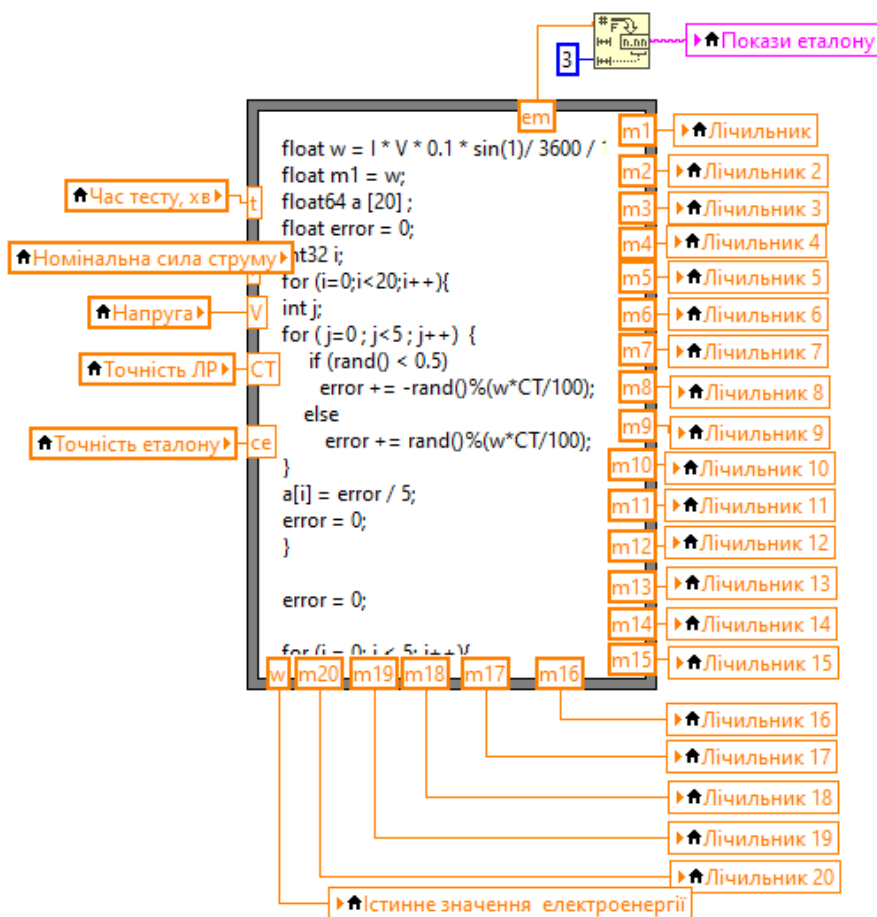 #
F
n.nn
3
Покази еталону
em
float w = I * V * 0.1 * sin(1)/ 3600 /
float m1 = w;
float64 a [20] ;
float error = 0;
nt32 i;
for (i=0;i<20;i++){
int j;
for ( j=0 ; j<5 ; j++) {
if (rand() < 0.5)
error += -rand()%(w*CT/100);
else
error += rand()%(w*CT/100);
}
a[i] = error / 5;
error = 0;
}
error = 0;
for (i = 0; i < 5; i++){
Час тесту, хв
t
Номінальна сила струму
Напруга
V
Точність ЛР
CT
Точність еталону
ce
m1
Лічильник
m2
Лічильник 2
m3
Лічильник 3
m4
Лічильник 4
m5
Лічильник 5
m6
Лічильник 6
m7
Лічильник 7
m8
Лічильник 8
m9
Лічильник 9
m10
Лічильник 10
m11
Лічильник 11
m12
Лічильник 12
m13
Лічильник 13
m14
Лічильник 14
m15
Лічильник 15
w
m20
m19
m18
m17
m16
Лічильник 16
Лічильник 17
Лічильник 18
Лічильник 19
Лічильник 20
Істинне значення електроенергії